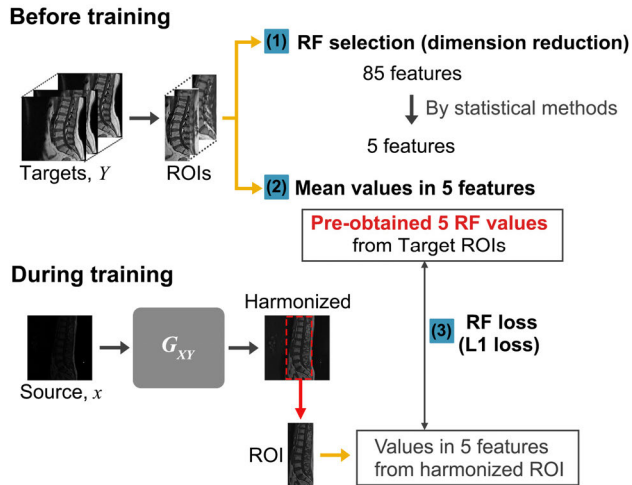 Before training
(1) RF selection (dimension reduction)
85 features
By statistical methods
5 features
Targets, Y
ROIs
(2) Mean values in 5 features
Pre-obtained 5 RF values
from Target ROIs
During training
Harmonized
G_XY
(3) RF loss
(L1 loss)
Source, x
ROI
Values in 5 features
from harmonized ROI